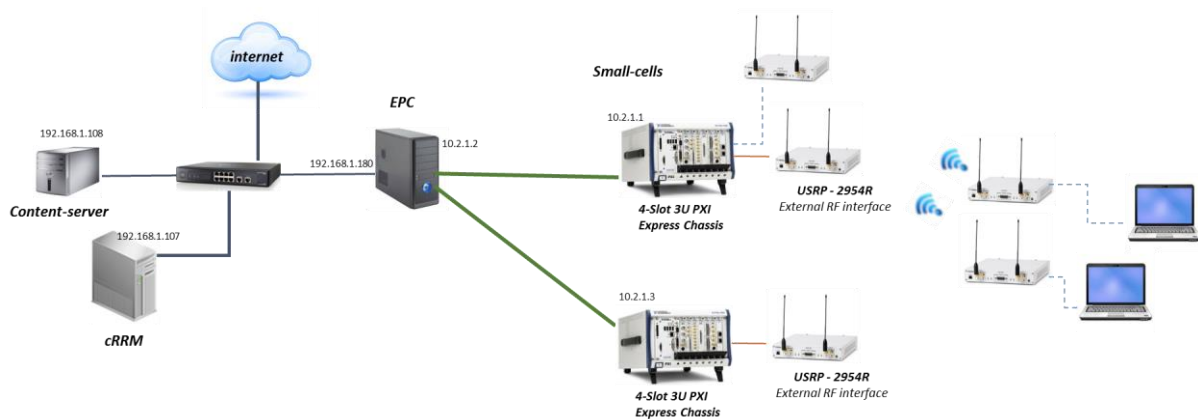 internet
Small-cells
EPC
192.168.1.108
10.2.1.1
10.2.1.2
192.168.1.180
Content-server
USRP - 2954R
External RF interface
4-Slot 3U PXI
Express Chassis
192.168.1.107
10.2.1.3
cRRM
USRP - 2954R
External RF interface
4-Slot 3U PXI
Express Chassis